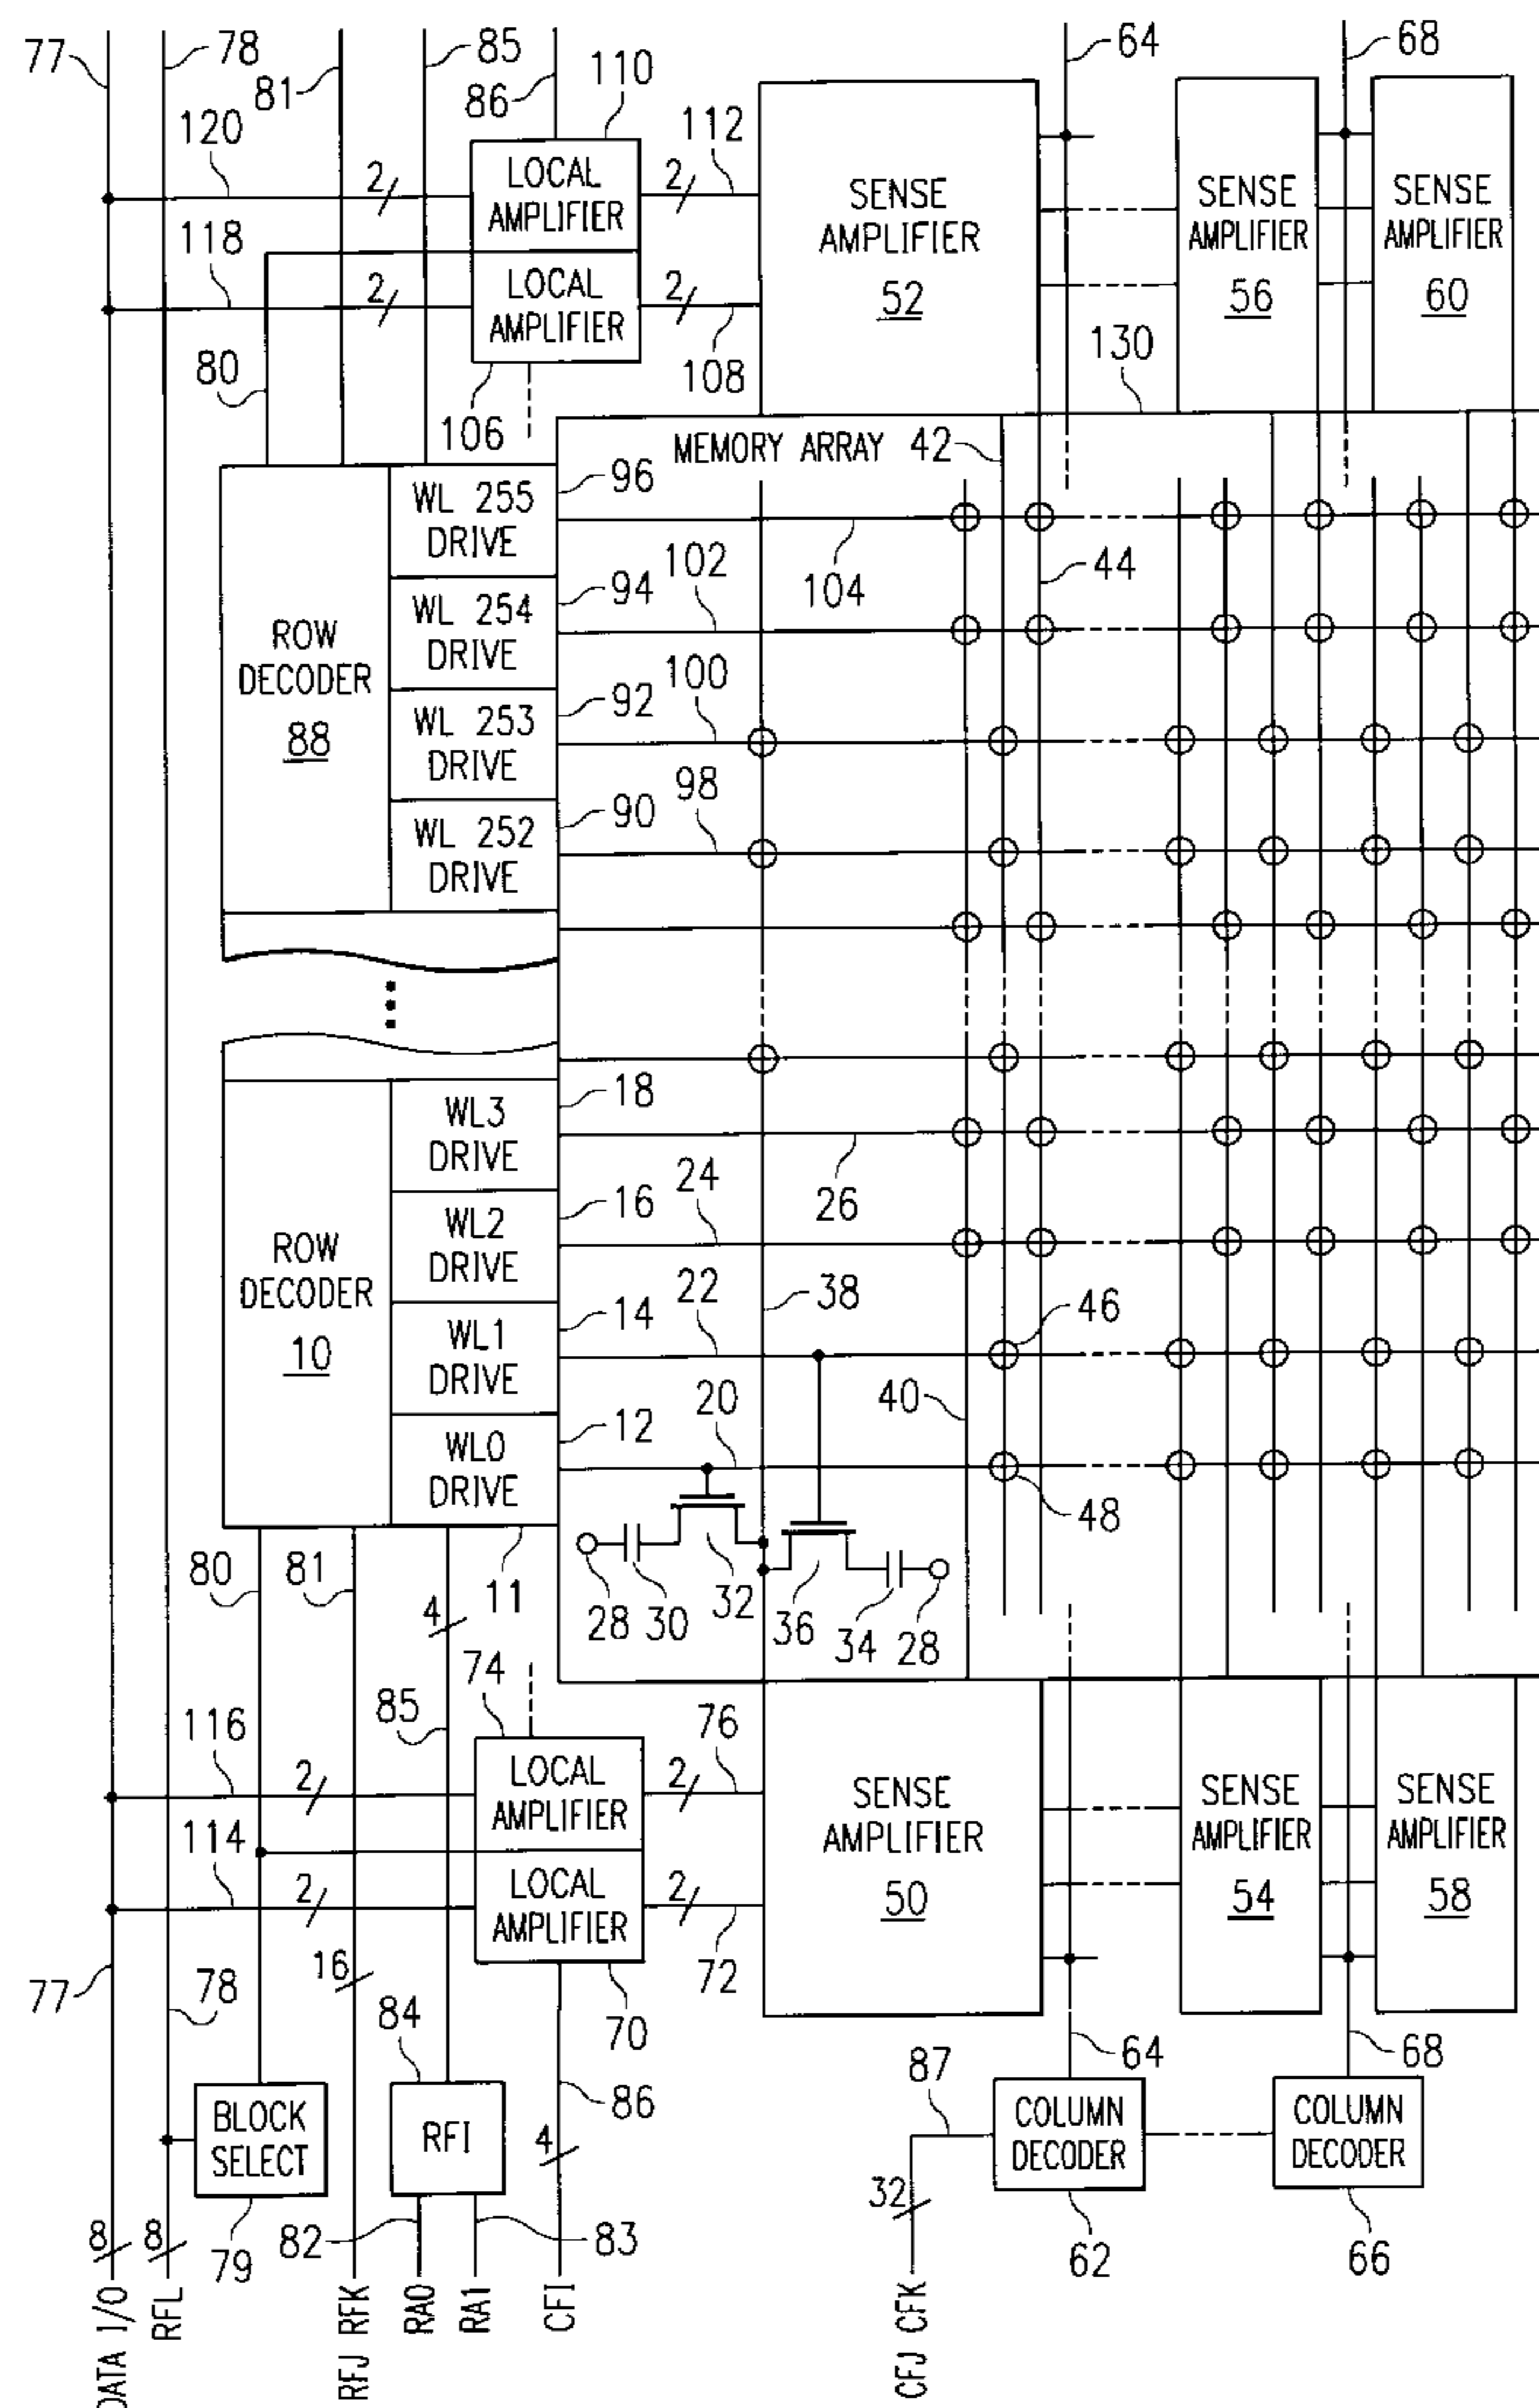 77
78
81
85
86
110
64
68
120
2
LOCAL
AMPLIFIER
2
112
SENSE
AMPLIFIER
52
SENSE
AMPLIFIER
56
SENSE
AMPLIFIER
60
118
2
LOCAL
AMPLIFIER
2
108
80
106
130
MEMORY ARRAY
42
WL 255
DRIVE
96
104
44
ROW
DECODER
88
WL 254
DRIVE
94
102
WL 253
DRIVE
92
100
WL 252
DRIVE
90
98
WL3
DRIVE
18
26
ROW
DECODER
10
WL2
DRIVE
16
24
WL1
DRIVE
14
22
38
46
WL0
DRIVE
12
20
40
48
80
81
11
4
28
30
32
36
34
28
74
85
116
2
LOCAL
AMPLIFIER
2
76
SENSE
AMPLIFIER
50
SENSE
AMPLIFIER
54
SENSE
AMPLIFIER
58
114
2
LOCAL
AMPLIFIER
2
72
77
78
16
84
70
64
68
87
86
BLOCK
SELECT
RFI
4
COLUMN
DECODER
COLUMN
DECODER
32
8
8
79
82
83
62
66
DATA I/O
RFL
RFJ RFK
RA0
RA1
CFI
CFJ CFK